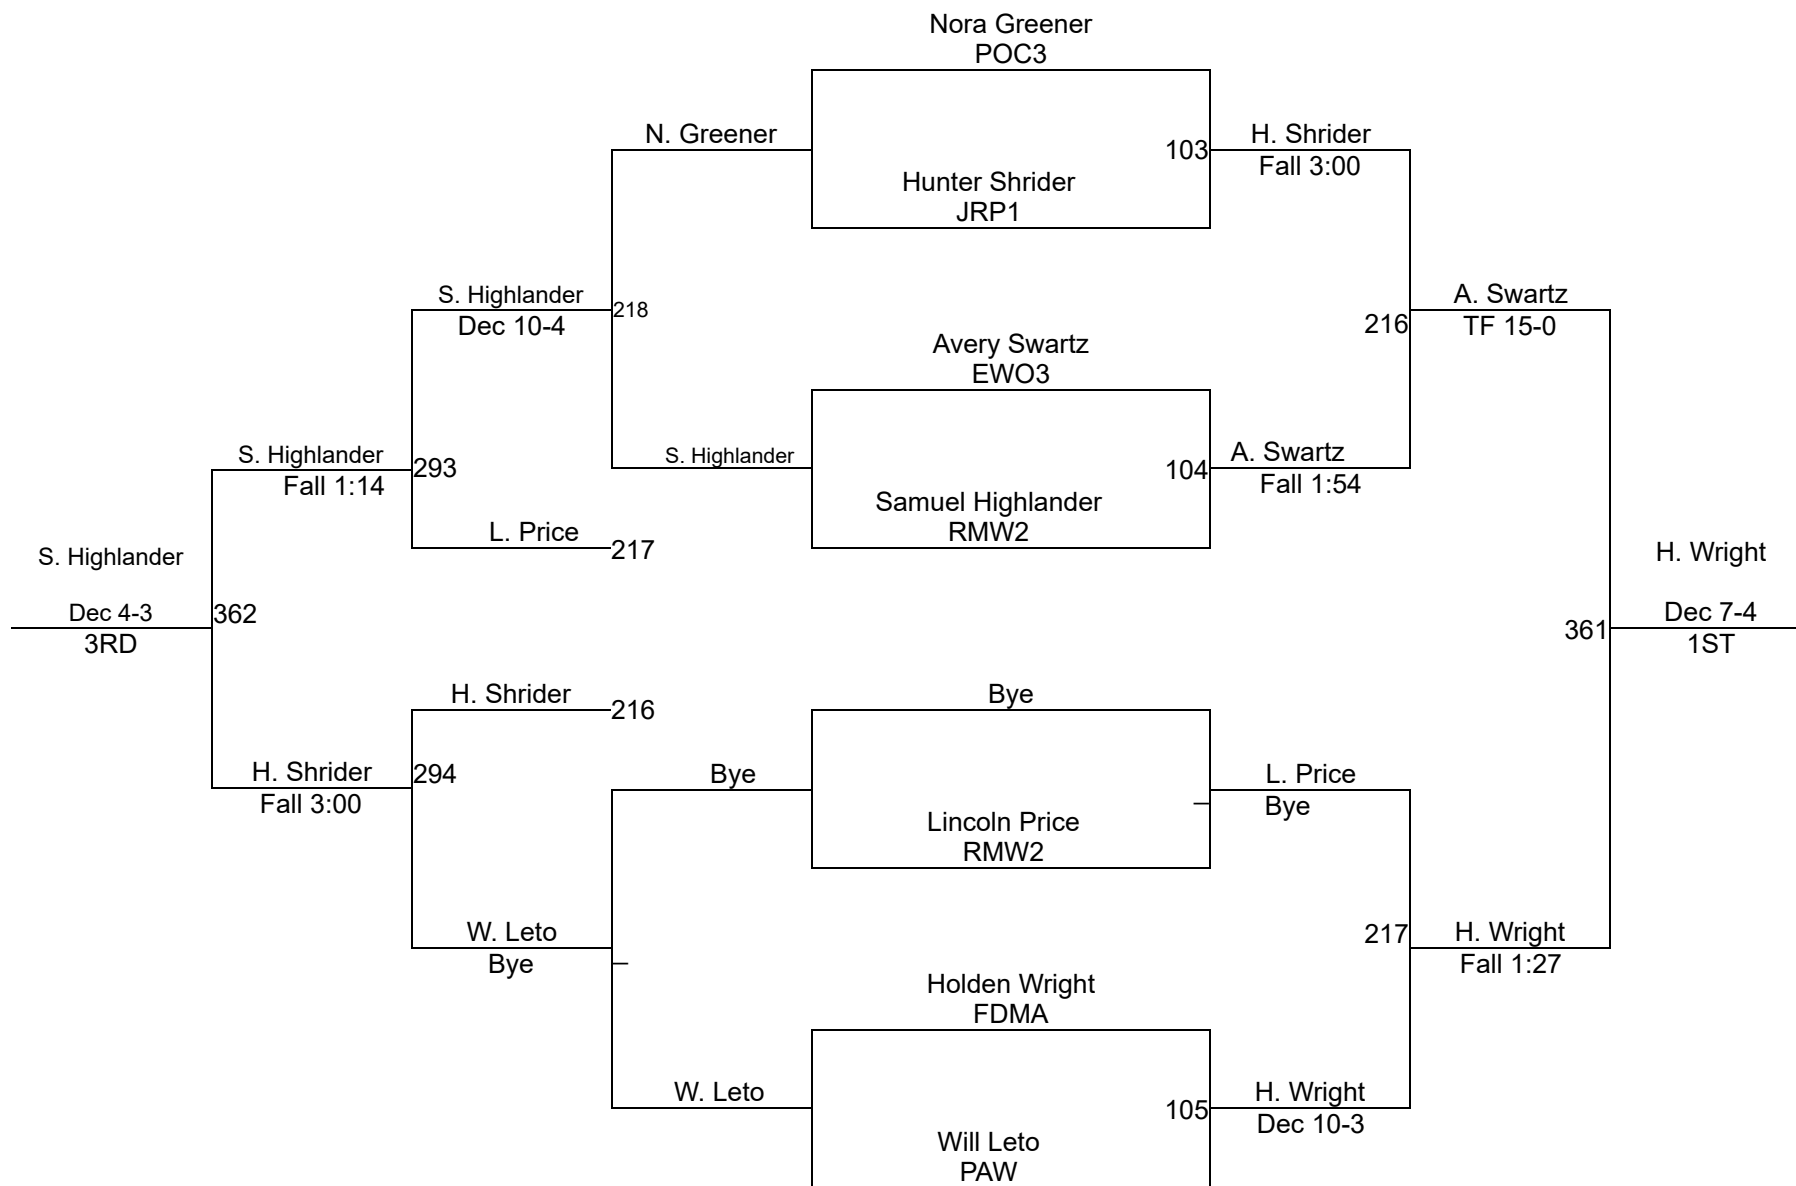 Nora Greener
POC3
N. Greener
103
H. Shrider
Fall 3:00
Hunter Shrider
JRP1
S. Highlander
Dec 10-4
218
216
A. Swartz
TF 15-0
Avery Swartz
EWO3
S. Highlander
Fall 1:14
293
S. Highlander
104
A. Swartz
Fall 1:54
Samuel Highlander
RMW2
L. Price
217
S. Highlander
Dec 4-3
3RD
362
H. Wright
361
Dec 7-4
1ST
H. Shrider
216
Bye
H. Shrider
Fall 3:00
294
Bye
L. Price
Bye
Lincoln Price
RMW2
W. Leto
Bye
217
H. Wright
Fall 1:27
Holden Wright
FDMA
W. Leto
105
H. Wright
Dec 10-3
Will Leto
PAW